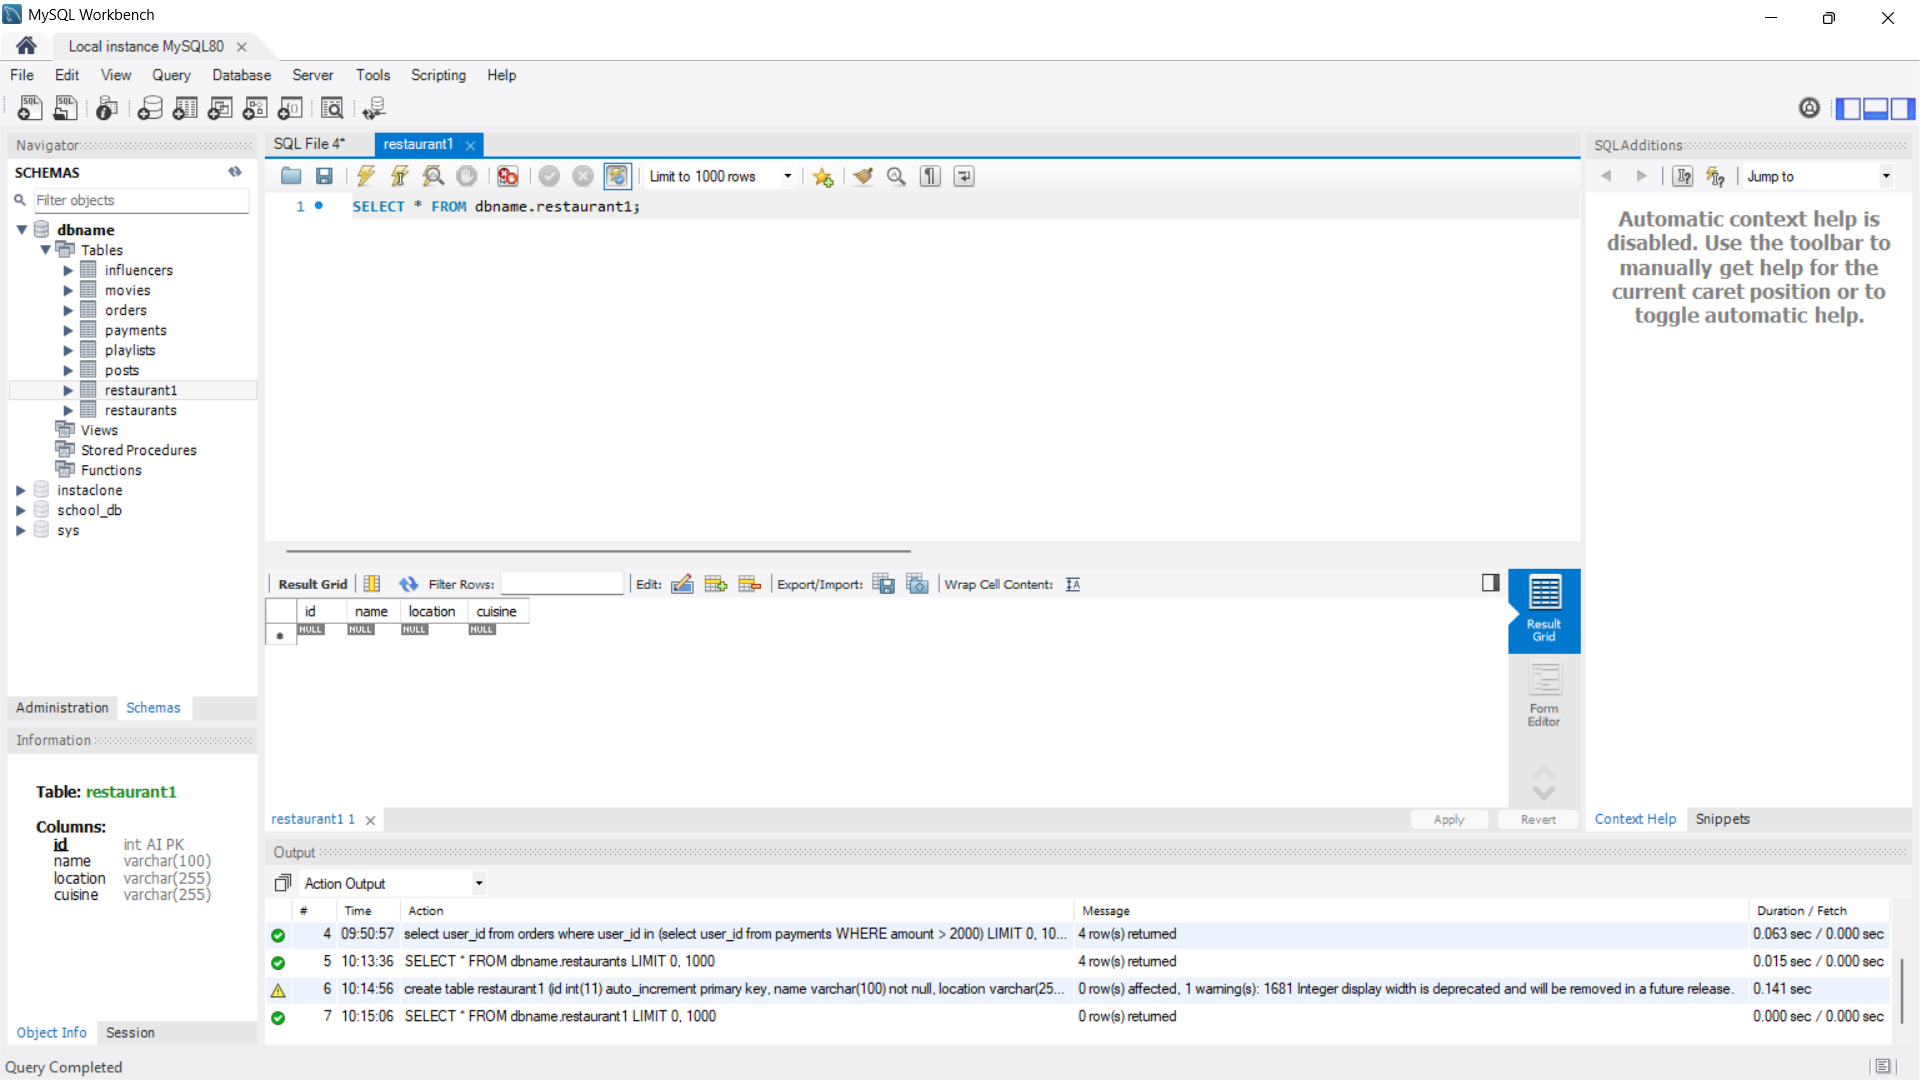 MySQL Workbench
Local instance MySQL80
File Edit View Query Database Server Tools Scripting Help
Navigator
SCHEMAS
Filter objects
dbname
Tables
influencers
movies
orders
payments
playlists
posts
restaurant1
restaurants
Views
Stored Procedures
Functions
instaclone
school_db
sys
Administration Schemas
Information
Table: restaurant1
Columns:
id int AI PK
name varchar(100)
location varchar(255)
cuisine varchar(255)
Object Info Session
SQL File 4* restaurant1
Limit to 1000 rows
1 SELECT * FROM dbname.restaurant1;
Result Grid Filter Rows: Edit: Export/Import: Wrap Cell Content:
id name location cuisine
NULL NULL NULL NULL
Result
Grid
Form
Editor
restaurant1 1 Apply Revert
SQLAdditions
Jump to
Automatic context help is
disabled. Use the toolbar to
manually get help for the
current caret position or to
toggle automatic help.
Context Help Snippets
Output
Action Output
# Time Action Message Duration / Fetch
4 09:50:57 select user_id from orders where user_id in (select user_id from payments WHERE amount > 2000) LIMIT 0, 10... 4 row(s) returned 0.063 sec / 0.000 sec
5 10:13:36 SELECT * FROM dbname.restaurants LIMIT 0, 1000 4 row(s) returned 0.015 sec / 0.000 sec
6 10:14:56 create table restaurant1 (id int(11) auto_increment primary key, name varchar(100) not null, location varchar(25... 0 row(s) affected, 1 warning(s): 1681 Integer display width is deprecated and will be removed in a future release. 0.141 sec
7 10:15:06 SELECT * FROM dbname.restaurant1 LIMIT 0, 1000 0 row(s) returned 0.000 sec / 0.000 sec
Query Completed